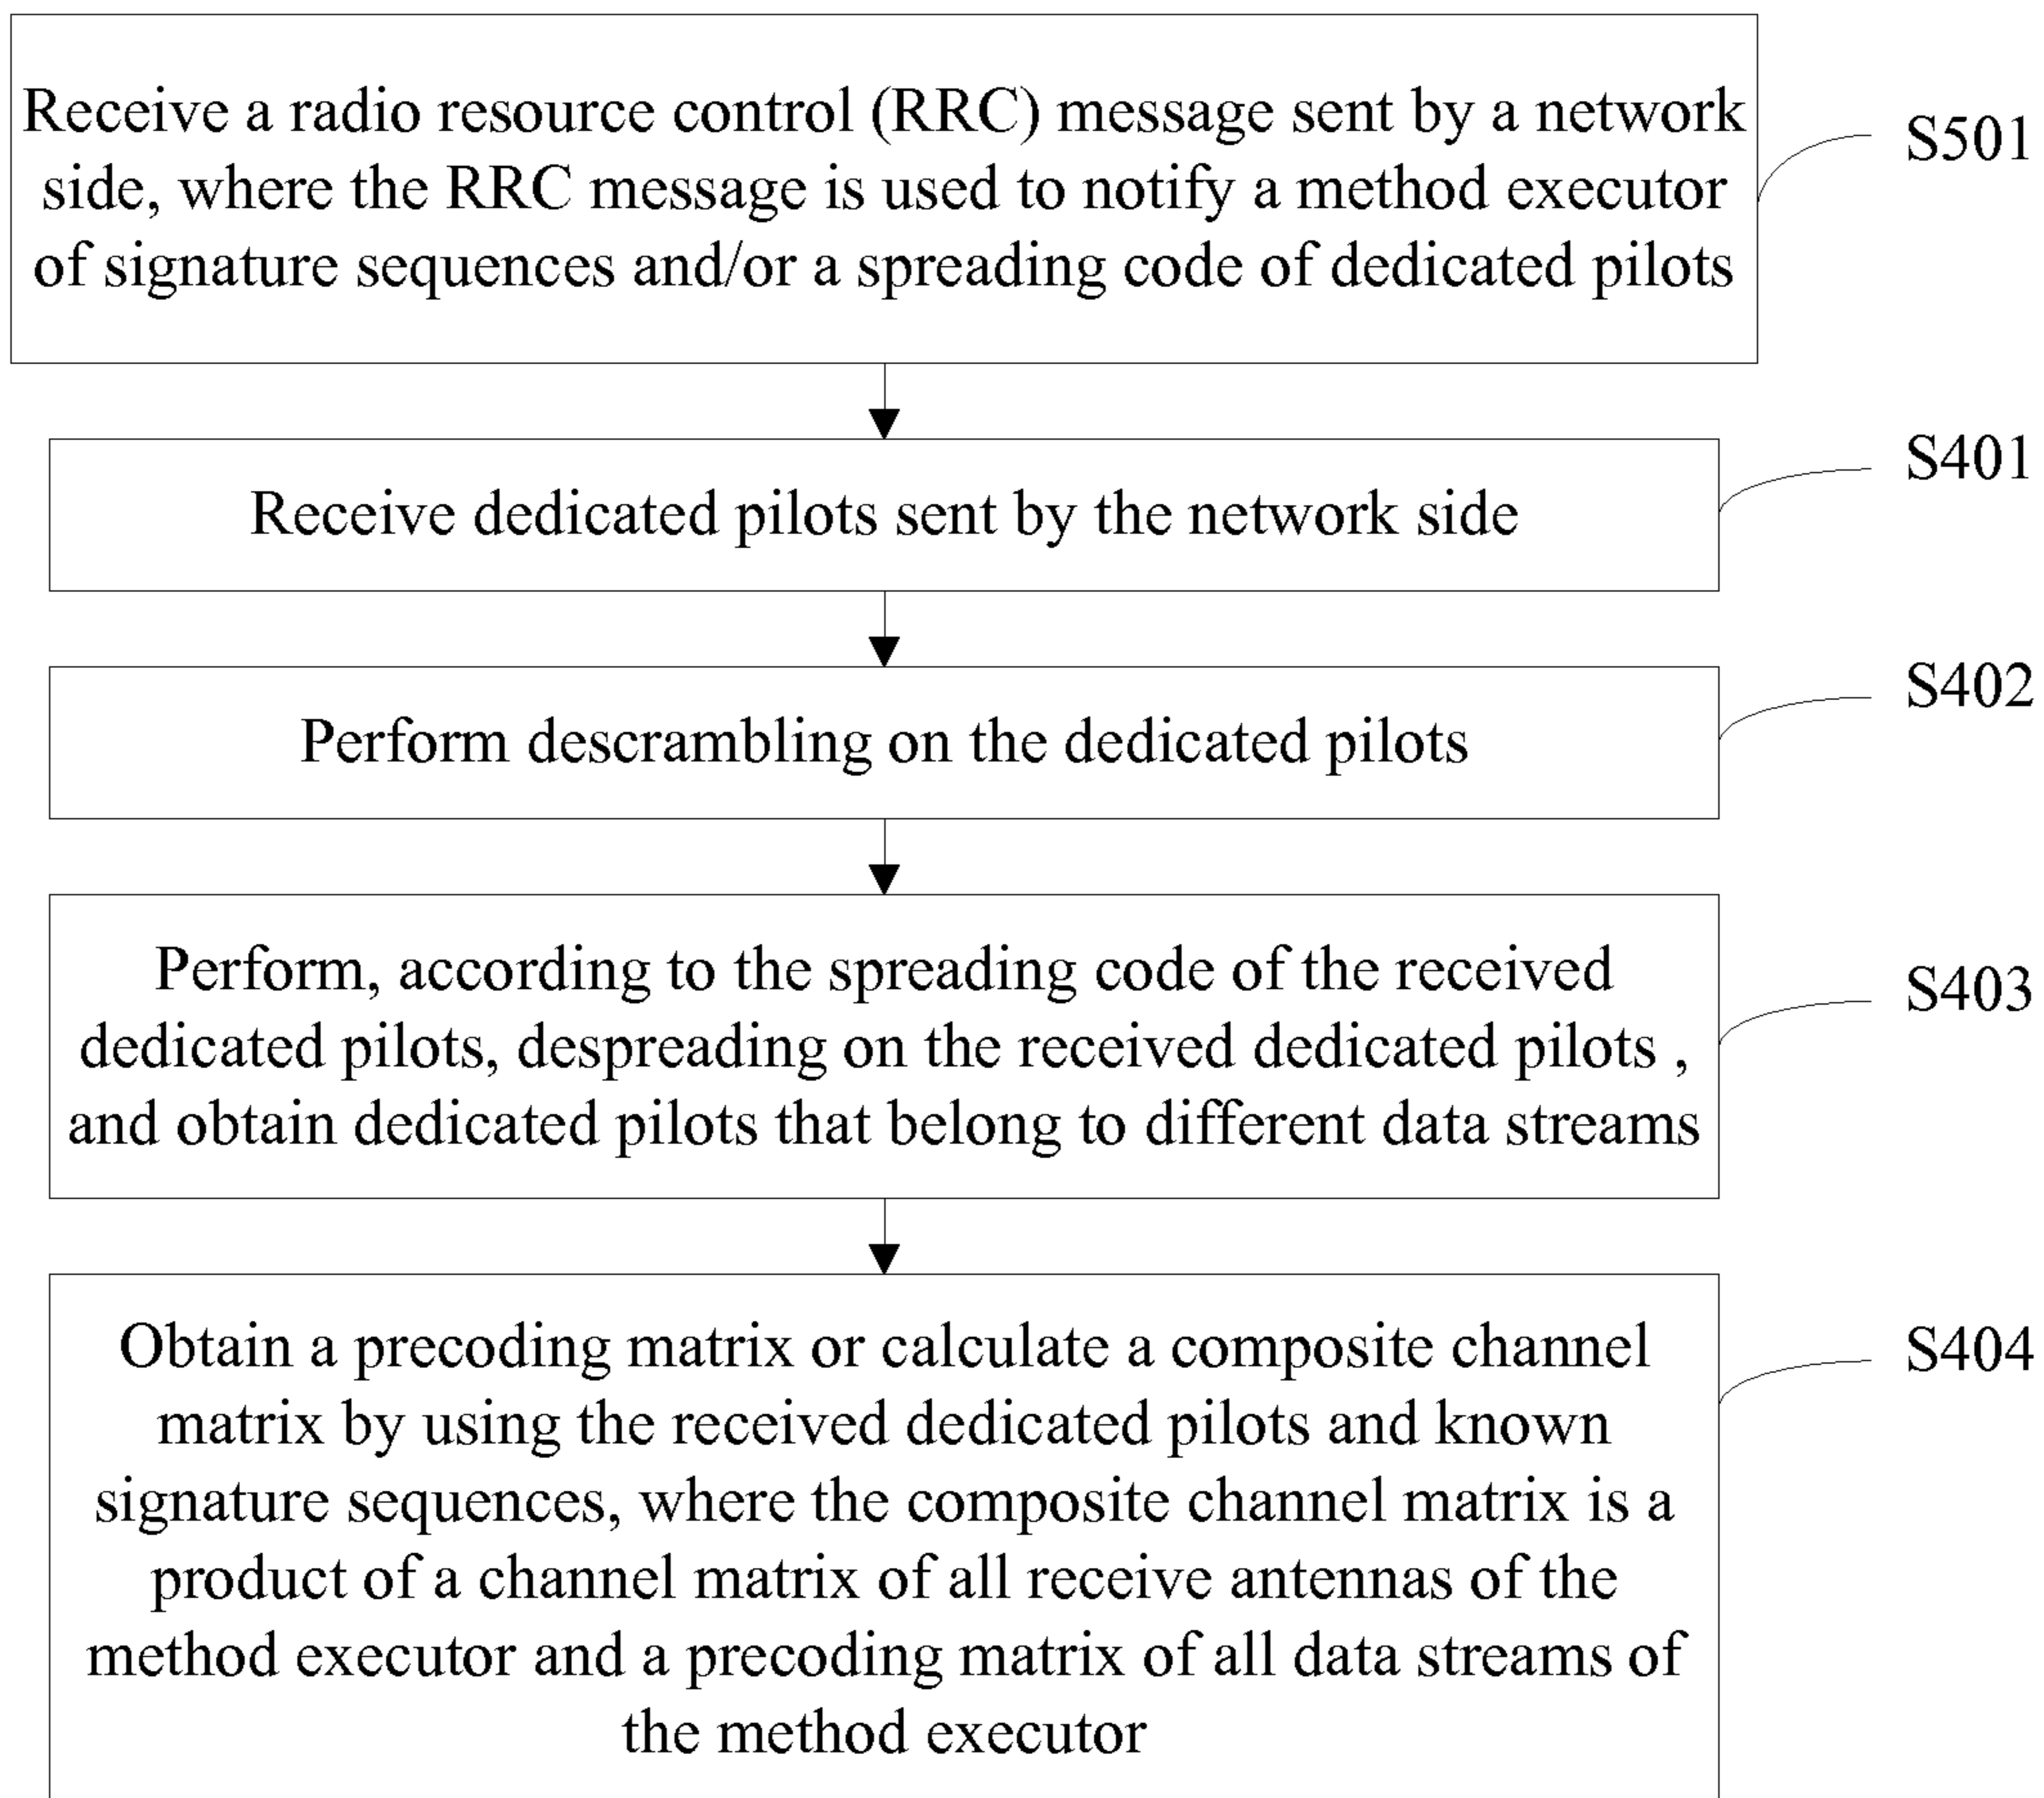 Receive a radio resource control (RRC) message sent by a network
side, where the RRC message is used to notify a method executor
of signature sequences and/or a spreading code of dedicated pilots
S501
Receive dedicated pilots sent by the network side
S401
Perform descrambling on the dedicated pilots
S402
Perform, according to the spreading code of the received
dedicated pilots, despreading on the received dedicated pilots ,
and obtain dedicated pilots that belong to different data streams
S403
Obtain a precoding matrix or calculate a composite channel
matrix by using the received dedicated pilots and known
signature sequences, where the composite channel matrix is a
product of a channel matrix of all receive antennas of the
method executor and a precoding matrix of all data streams of
the method executor
S404